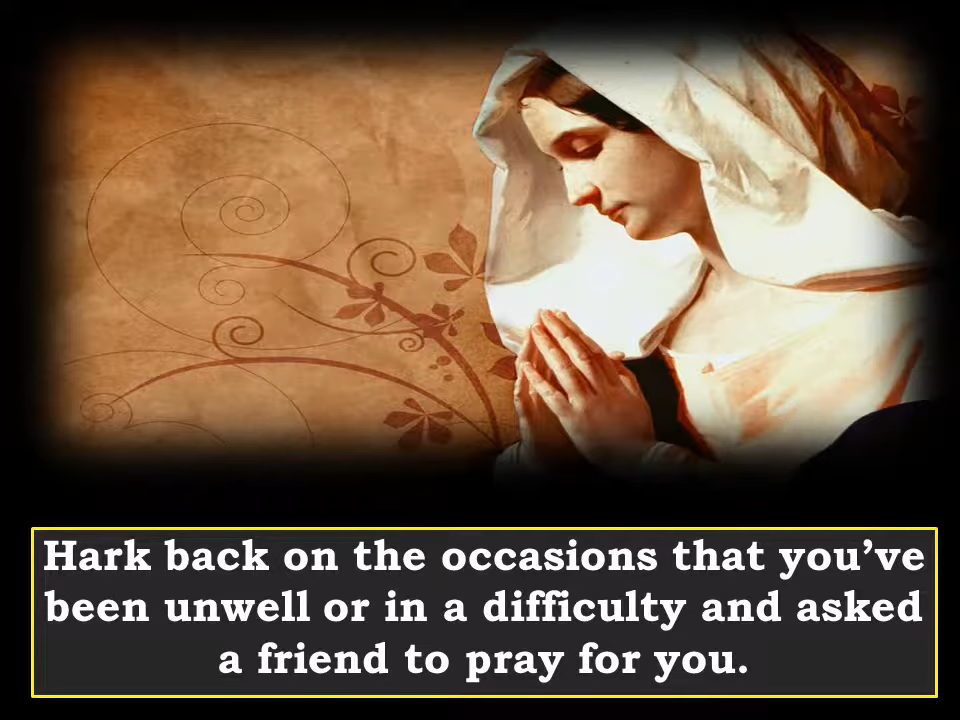 Hark back on the occasions that you’ve
been unwell or in a difficulty and asked
a friend to pray for you.